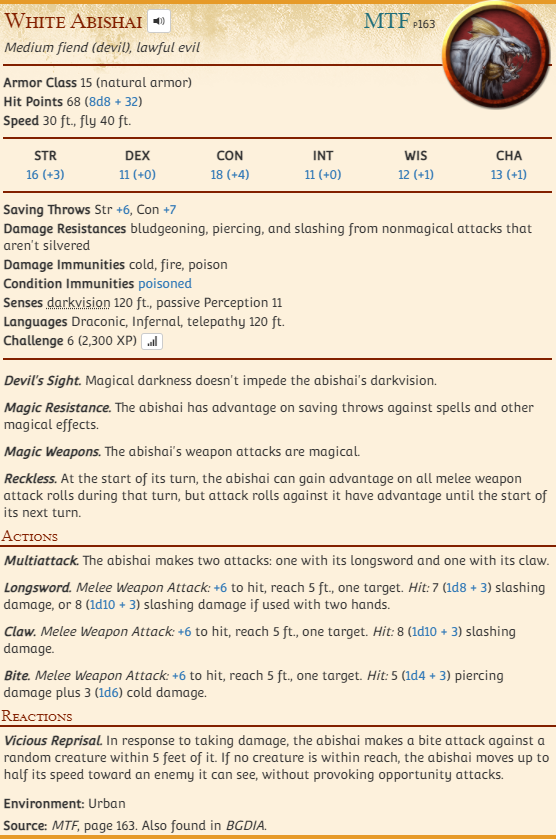 White Abishai MTF p163
Medium fiend (devil), lawful evil
Armor Class 15 (natural armor)
Hit Points 68 (8d8 + 32)
Speed 30 ft., fly 40 ft.
STR DEX CON INT WIS CHA
16 (+3) 11 (+0) 18 (+4) 11 (+0) 12 (+1) 13 (+1)
Saving Throws Str +6, Con +7
Damage Resistances bludgeoning, piercing, and slashing from nonmagical attacks that
aren't silvered
Damage Immunities cold, fire, poison
Condition Immunities poisoned
Senses darkvision 120 ft., passive Perception 11
Languages Draconic, Infernal, telepathy 120 ft.
Challenge 6 (2,300 XP)
Devil's Sight. Magical darkness doesn't impede the abishai's darkvision.
Magic Resistance. The abishai has advantage on saving throws against spells and other
magical effects.
Magic Weapons. The abishai's weapon attacks are magical.
Reckless. At the start of its turn, the abishai can gain advantage on all melee weapon
attack rolls during that turn, but attack rolls against it have advantage until the start of
its next turn.
Actions
Multiattack. The abishai makes two attacks: one with its longsword and one with its claw.
Longsword. Melee Weapon Attack: +6 to hit, reach 5 ft., one target. Hit: 7 (1d8 + 3) slashing
damage, or 8 (1d10 + 3) slashing damage if used with two hands.
Claw. Melee Weapon Attack: +6 to hit, reach 5 ft., one target. Hit: 8 (1d10 + 3) slashing
damage.
Bite. Melee Weapon Attack: +6 to hit, reach 5 ft., one target. Hit: 5 (1d4 + 3) piercing
damage plus 3 (1d6) cold damage.
Reactions
Vicious Reprisal. In response to taking damage, the abishai makes a bite attack against a
random creature within 5 feet of it. If no creature is within reach, the abishai moves up to
half its speed toward an enemy it can see, without provoking opportunity attacks.
Environment: Urban
Source: MTF, page 163. Also found in BGDIA.